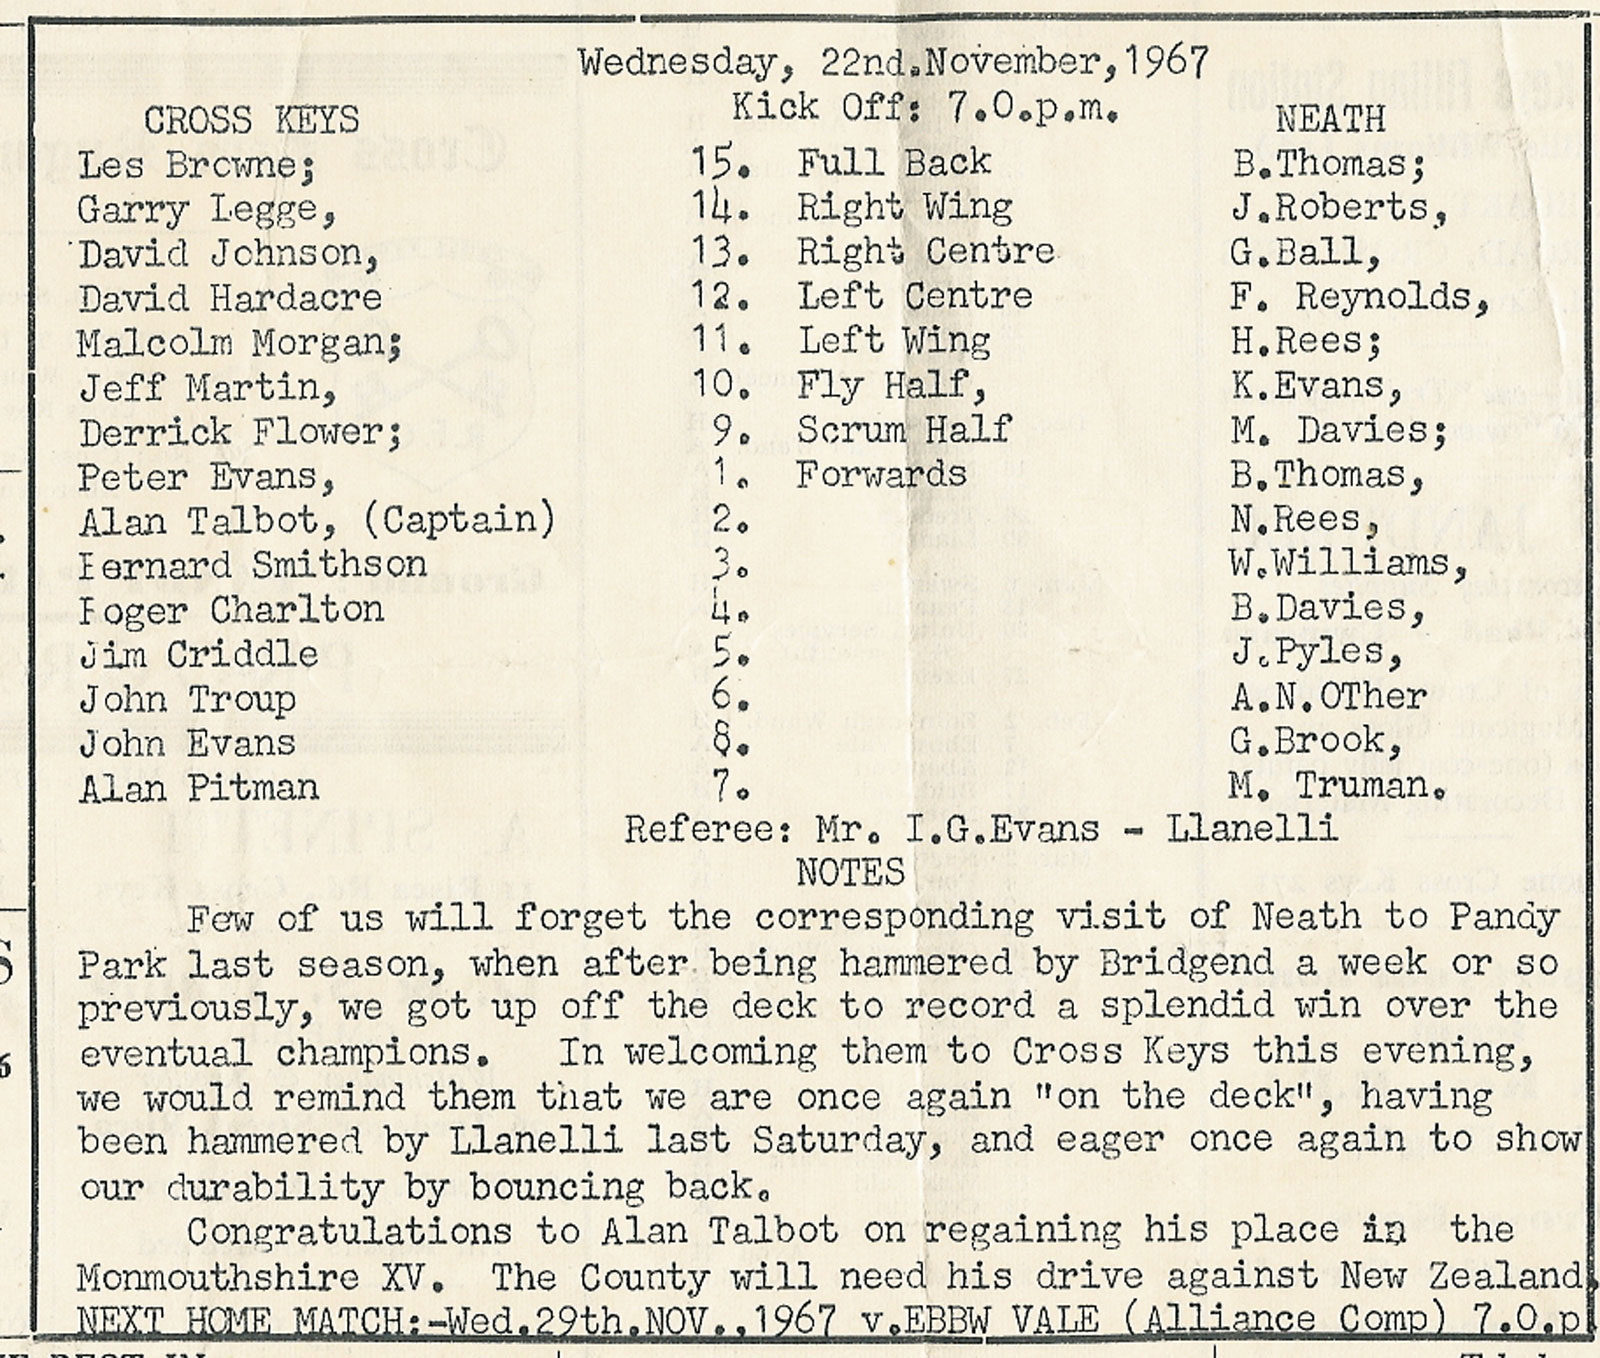 Wednesday, 22nd.November,1967
Kick Off: 7.0.p.m.
CROSS KEYS NEATH
Les Browne; 15. Full Back B.Thomas;
Garry Legge, 14. Right Wing J.Roberts,
David Johnson, 13. Right Centre G.Ball,
David Hardacre 12. Left Centre F. Reynolds,
Malcolm Morgan; 11. Left Wing H.Rees;
Jeff Martin, 10. Fly Half, K.Evans,
Derrick Flower; 9. Scrum Half M. Davies;
Peter Evans, 1. Forwards B.Thomas,
Alan Talbot, (Captain) 2. N.Rees,
Bernard Smithson 3. W.Williams,
Roger Charlton 4. B.Davies,
Jim Criddle 5. J.Pyles,
John Troup 6. A.N.OTher
John Evans 8. G.Brook,
Alan Pitman 7. M. Truman.
Referee: Mr. I.G.Evans - Llanelli
NOTES
Few of us will forget the corresponding visit of Neath to Pandy
Park last season, when after being hammered by Bridgend a week or so
previously, we got up off the deck to record a splendid win over the
eventual champions. In welcoming them to Cross Keys this evening,
we would remind them that we are once again "on the deck", having
been hammered by Llanelli last Saturday, and eager once again to show
our durability by bouncing back.
Congratulations to Alan Talbot on regaining his place in the
Monmouthshire XV. The County will need his drive against New Zealand.
NEXT HOME MATCH:-Wed.29th.NOV.,1967 v.EBBW VALE (Alliance Comp) 7.0.p